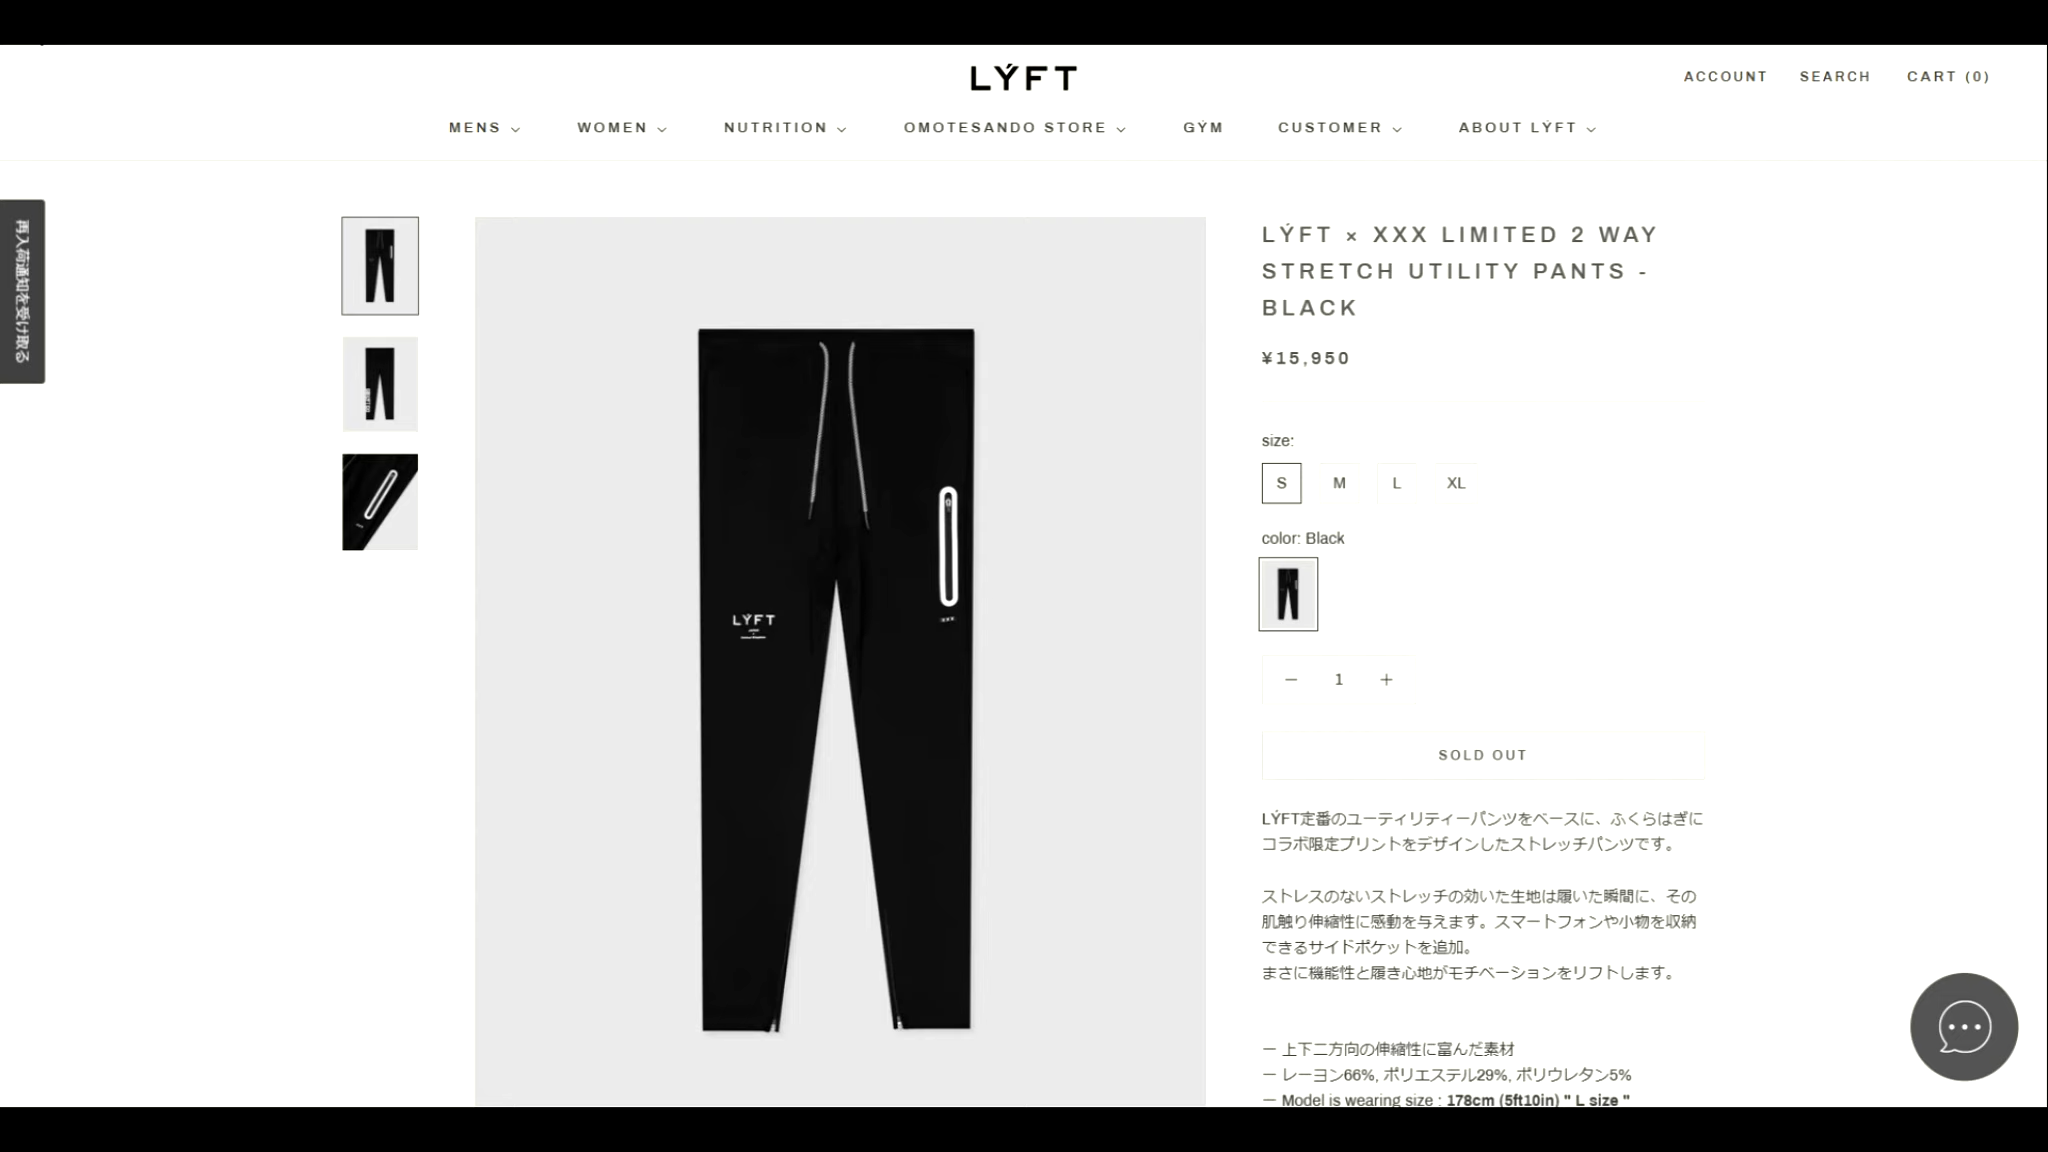 LÝFT
ACCOUNT
SEARCH
CART (0)
MENS
WOMEN
NUTRITION
OMOTESANDO STORE
GÝM
CUSTOMER
ABOUT LÝFT
再入荷通知を受け取る
LÝFT × XXX LIMITED 2 WAY
STRETCH UTILITY PANTS -
BLACK
¥15,950
size:
S
M
L
XL
color: Black
LÝFT
1
SOLD OUT
LÝFT定番のユーティリティーパンツをベースに、ふくらはぎに
コラボ限定プリントをデザインしたストレッチパンツです。
ストレスのないストレッチの効いた生地は履いた瞬間に、その
肌触り伸縮性に感動を与えます。スマートフォンや小物を収納
できるサイドポケットを追加。
まさに機能性と履き心地がモチベーションをリフトします。
ー 上下二方向の伸縮性に富んだ素材
ー レーヨン66%, ポリエステル29%, ポリウレタン5%
ー Model is wearing size : 178cm (5ft10in) " L size "